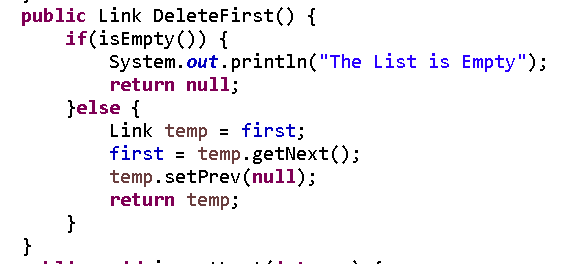 public Link DeleteFirst() {
if(isEmpty()) {
System.out.println("The List is Empty");
return null;
}else {
Link temp = first;
first = temp.getNext();
temp.setPrev(null);
return temp;
}
}